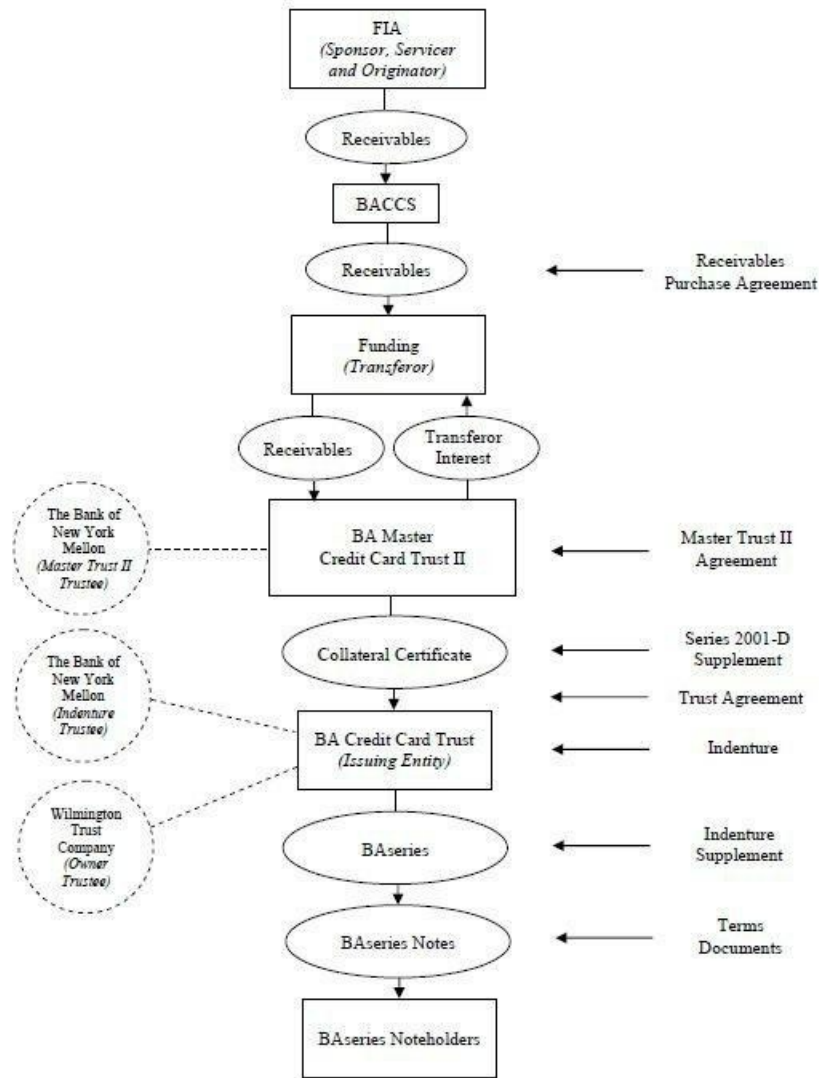 FIA
(Sponsor, Servicer
and Originator)
Receivables
BACCS
Receivables
Receivables
Purchase Agreement
Funding
(Transferor)
Receivables
Transferor
Interest
The Bank of
New York
Mellon
(Master Trust II
Trustee)
BA Master
Credit Card Trust II
Master Trust II
Agreement
Collateral Certificate
Series 2001-D
Supplement
The Bank of
New York
Mellon
(Indenture
Trustee)
Trust Agreement
BA Credit Card Trust
(Issuing Entity)
Indenture
Wilmington
Trust
Company
(Owner
Trustee)
BAseries
Indenture
Supplement
BAseries Notes
Terms
Documents
BAseries Noteholders